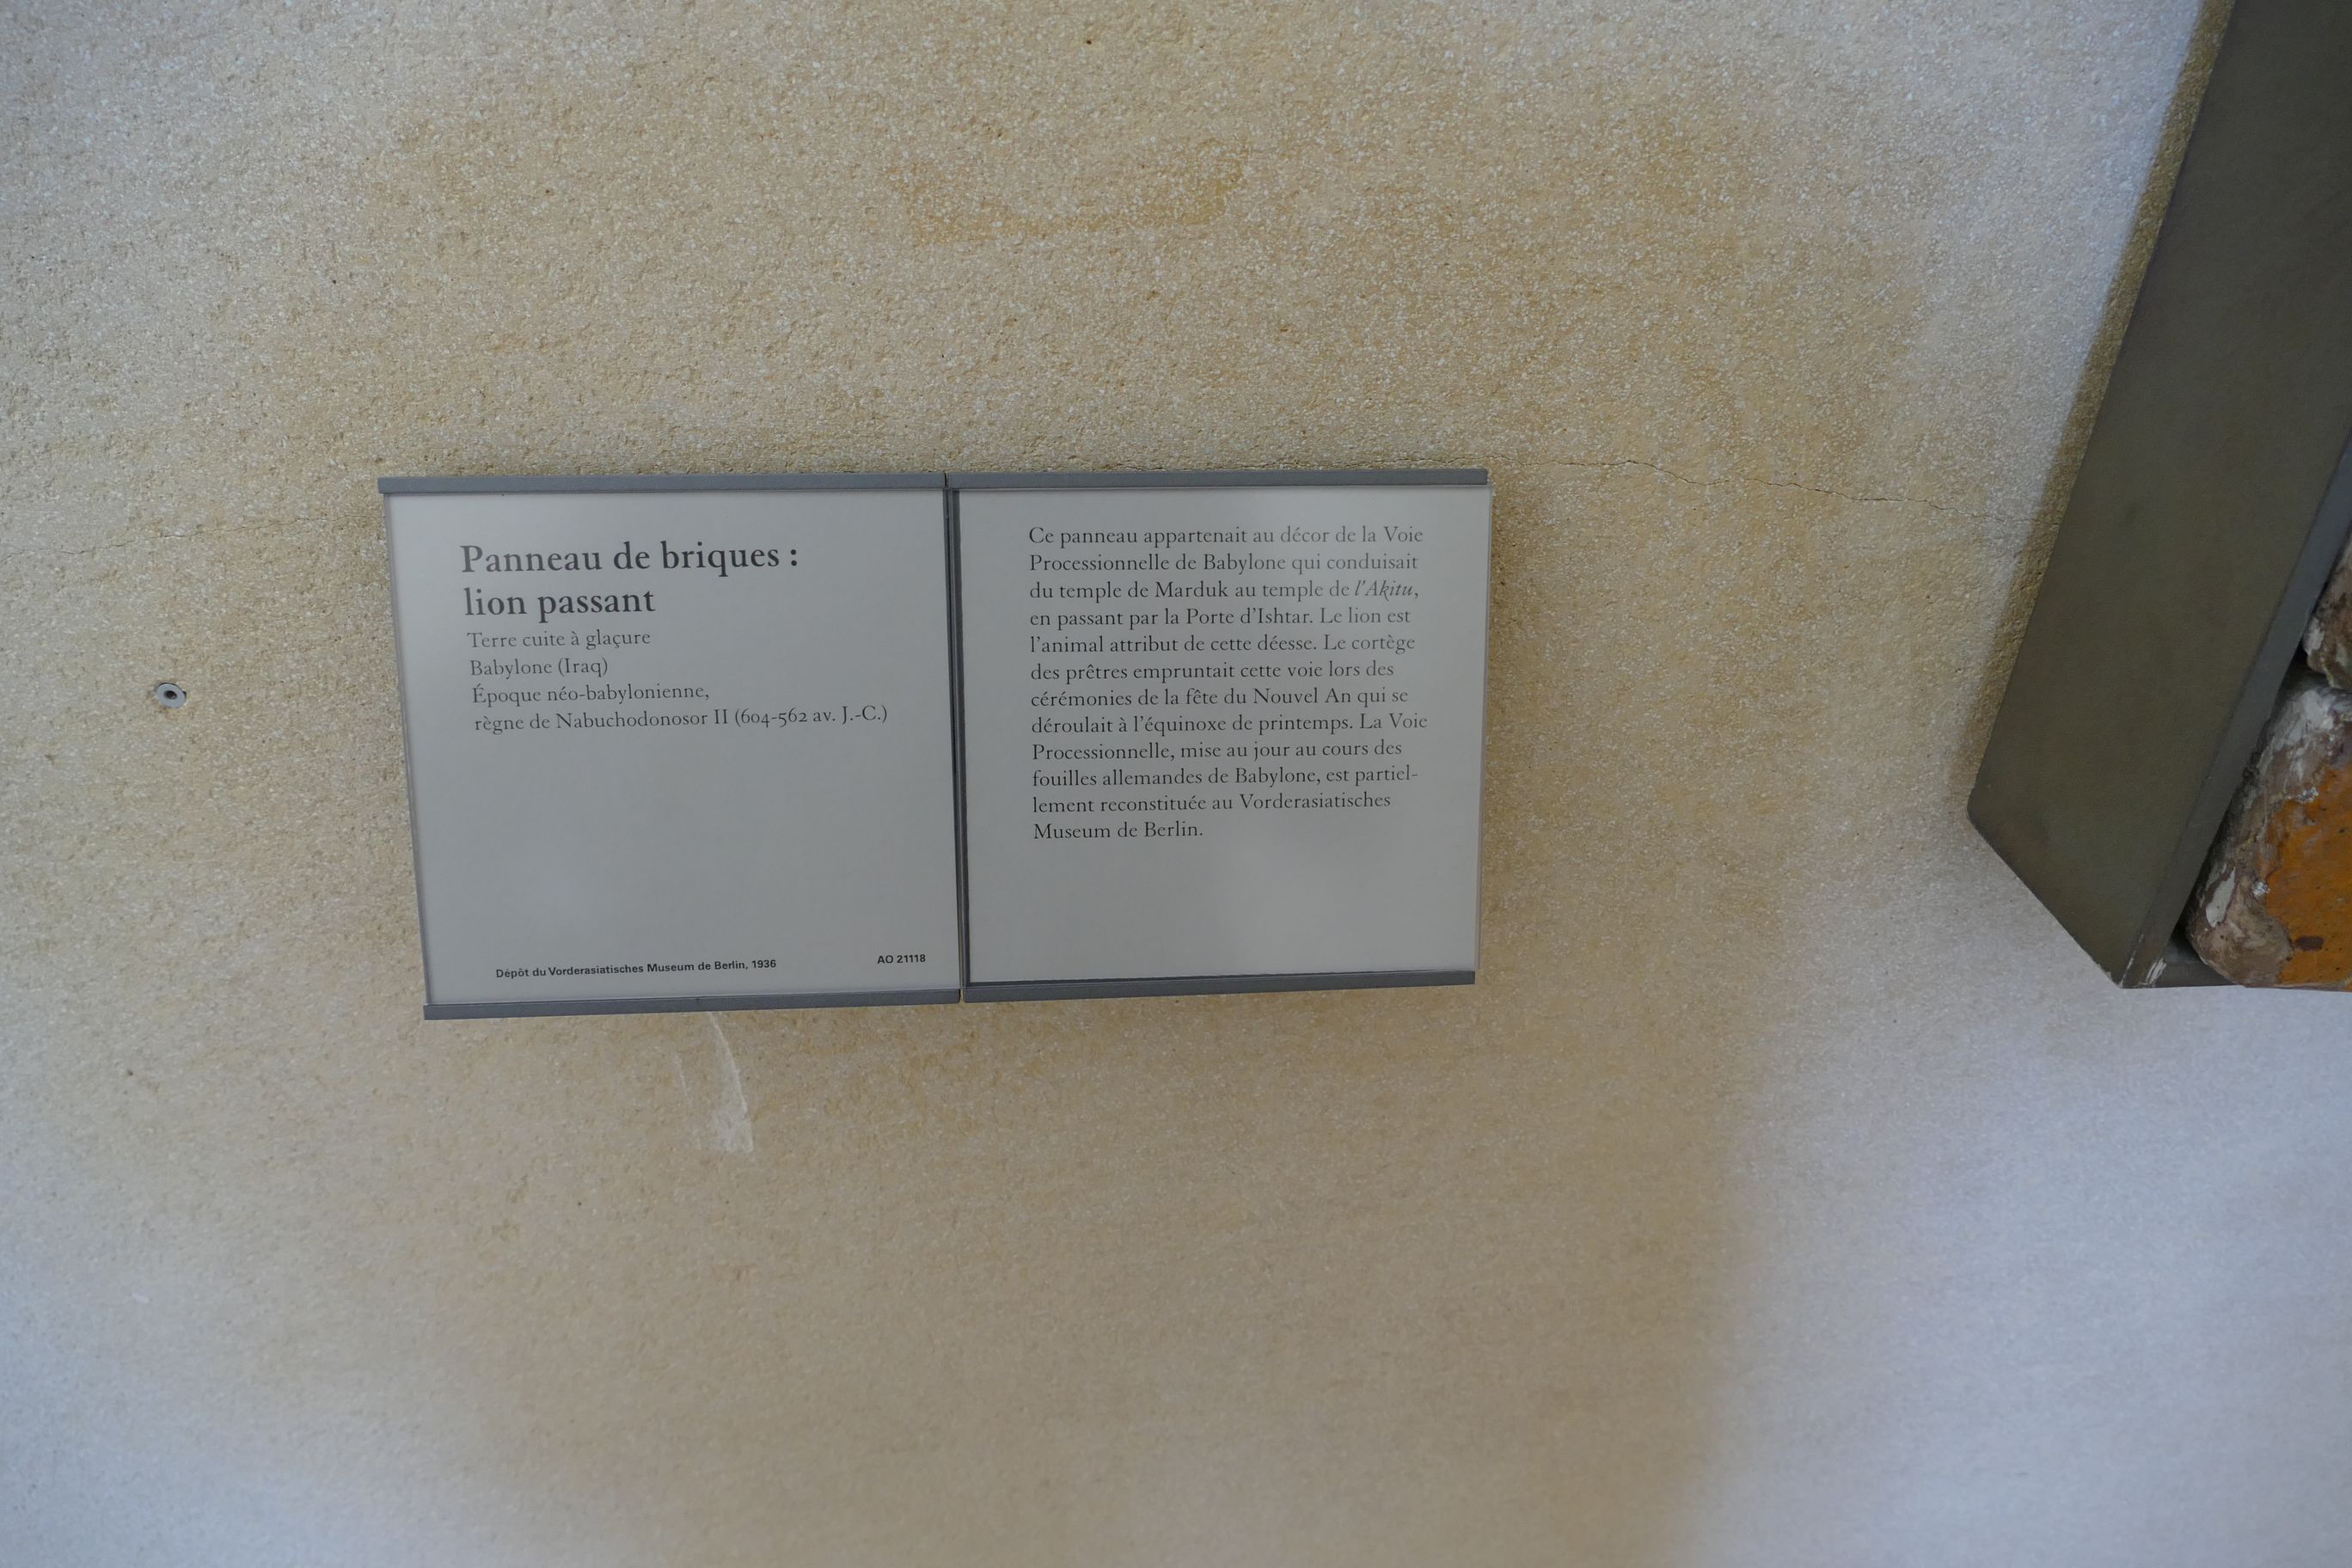 Panneau de briques :
lion passant
Terre cuite à glaçure
Babylone (Iraq)
Époque néo-babylonienne,
règne de Nabuchodonosor II (604-562 av. J.-C.)
Dépôt du Vorderasiatisches Museum de Berlin, 1936
AO 21118
Ce panneau appartenait au décor de la Voie
Processionnelle de Babylone qui conduisait
du temple de Marduk au temple de l'Akitu,
en passant par la Porte d'Ishtar. Le lion est
l'animal attribut de cette déesse. Le cortège
des prêtres empruntait cette voie lors des
cérémonies de la fête du Nouvel An qui se
déroulait à l'équinoxe de printemps. La Voie
Processionnelle, mise au jour au cours des
fouilles allemandes de Babylone, est partiel-
lement reconstituée au Vorderasiatisches
Museum de Berlin.